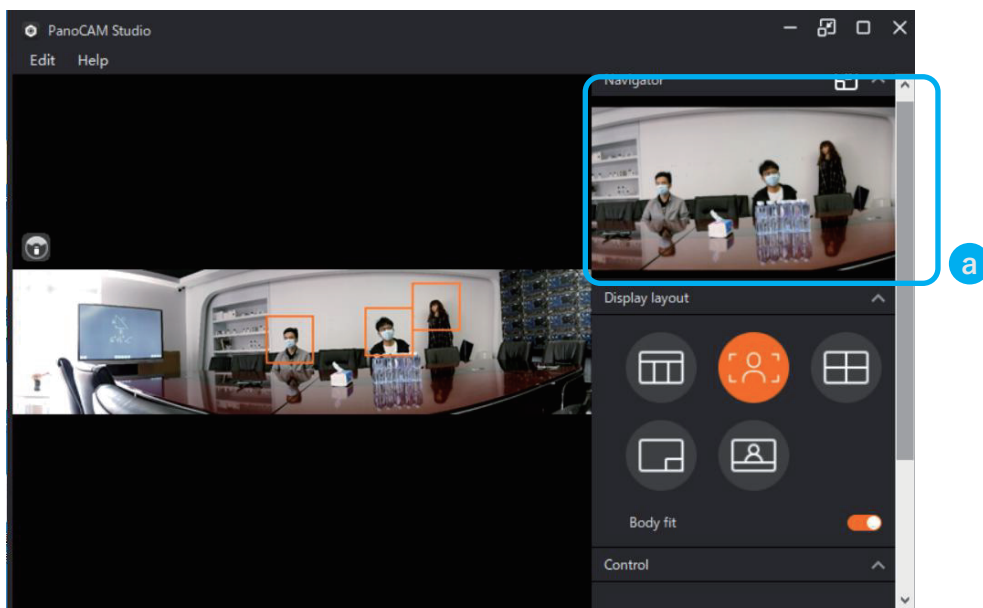 PanoCAM Studio
Edit Help
Navigator
a
Display layout
Body fit
Control